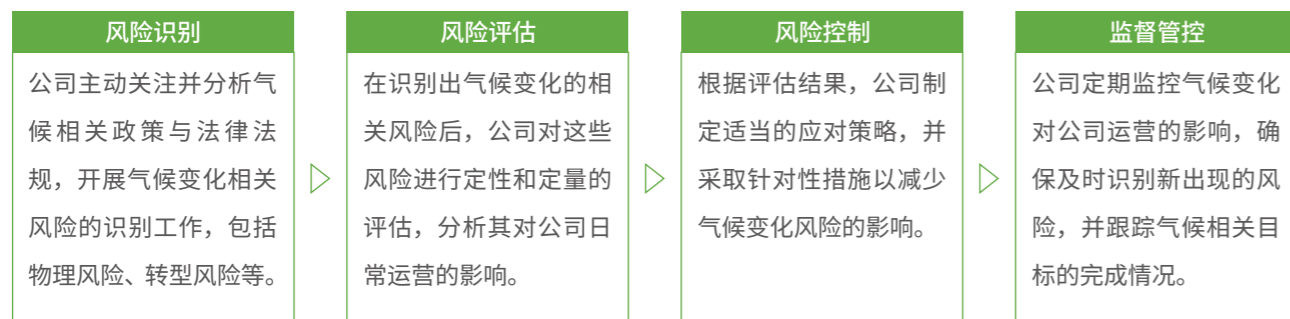 风险识别
公司主动关注并分析气
候相关政策与法律法
规，开展气候变化相关
风险的识别工作，包括
物理风险、转型风险等。
风险评估
在识别出气候变化的相
关风险后，公司对这些
风险进行定性和定量的
评估，分析其对公司日
常运营的影响。
风险控制
根据评估结果，公司制
定适当的应对策略，并
采取针对性措施以减少
气候变化风险的影响。
监督管控
公司定期监控气候变化
对公司运营的影响，确
保及时识别新出现的风
险，并跟踪气候相关目
标的完成情况。